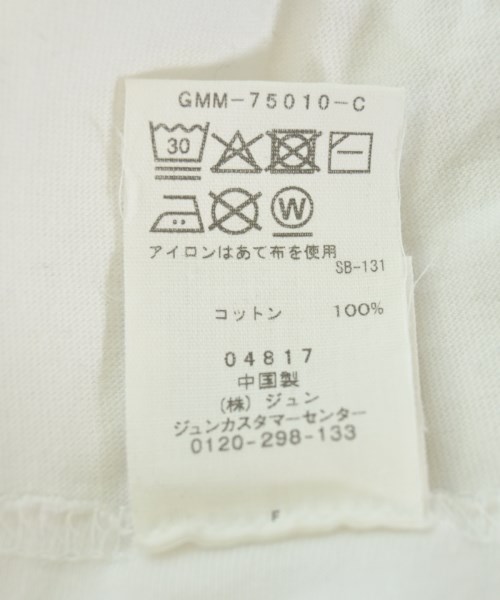 GMM-75010-C
30
W
アイロンはあて布を使用
SB-131
コットン 100%
04817
中国製
(株) ジュン
ジュンカスタマーセンター
0120-298-133
F